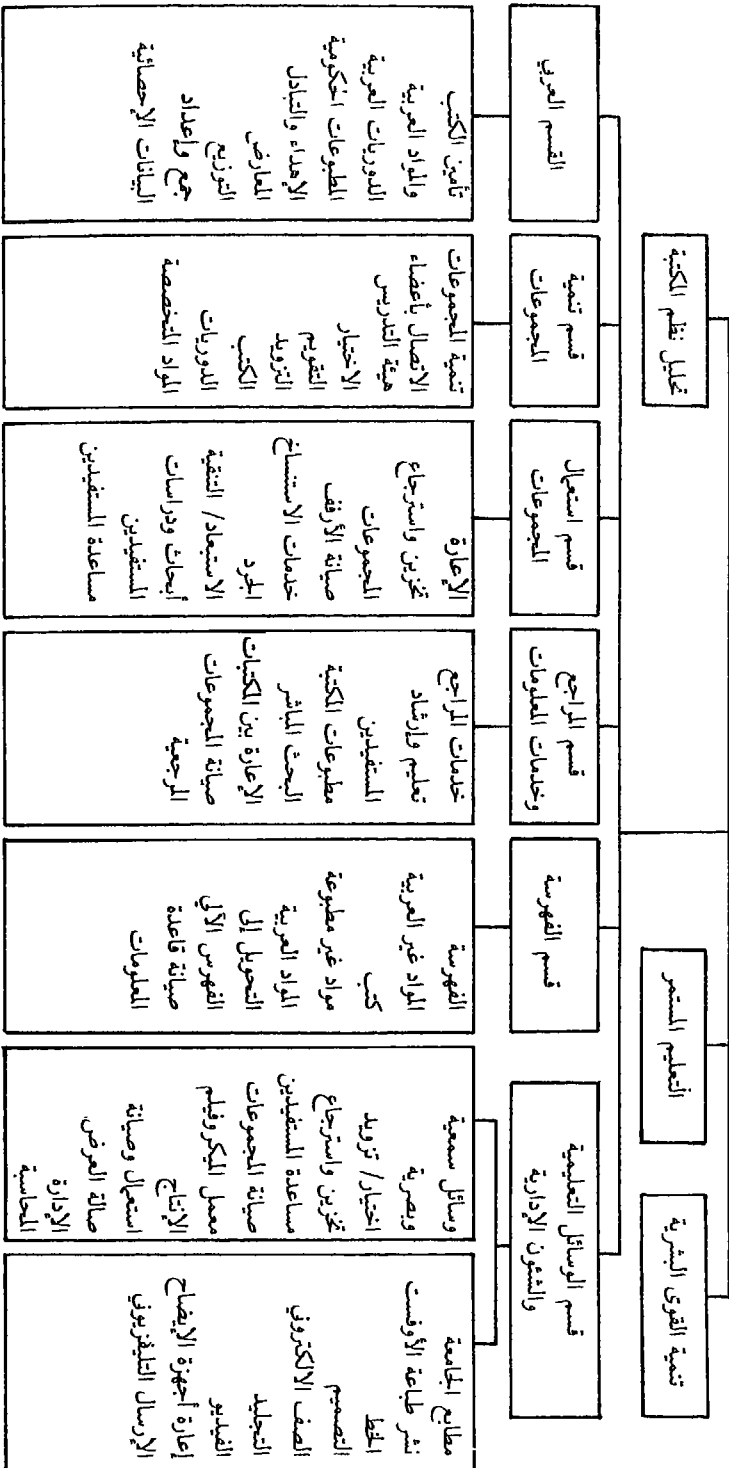 تحليل نظم المكتبة
التعليم المستمر
تنمية القوى البشرية
القسم العربي
قسم تنمية
المجموعات
قسم استعمال
المجموعات
قسم المراجع
وخدمات المعلومات
قسم الفهرسة
قسم الوسائل التعليمية
والشئون الإدارية
تأمين الكتب
والمواد العربية
الدوريات العربية
المطبوعات الحكومية
الإهداء والتبادل
المعارض
التوزيع
جمع وإعداد
البيانات الإحصائية
تنمية المجموعات
الاتصال بأعضاء
هيئة التدريس
الاختيار
التقويم
التزويد
الكتب
الدوريات
المواد المتخصصة
الإعارة
تخزين واسترجاع
المجموعات
صيانة الأرفف
خدمات الاستنساخ
الجرد
الاستبعاد/ التنقية
أبحاث ودراسات
المستفيدين
مساعدة المستفيدين
خدمات المراجع
تعليم وإرشاد
المستفيدين
مطبوعات المكتبة
البحث المباشر
الإعارة بين المكتبات
صيانة المجموعات
المرجعية
الفهرسة
المواد غير العربية
كتب
مواد غير مطبوعة
المواد العربية
التحويل إلى
الفهرس الآلي
صيانة قاعدة
المعلومات
وسائل سمعية
وبصرية
اختيار/ تزويد
تخزين واسترجاع
مساعدة المستفيدين
صيانة المجموعات
معمل الميكروفيلم
الإنتاج
استعمال وصيانة
صالة العرض
الإدارة
المحاسبة
مطابع الجامعة
نشر طباعة الأوفست
الخط
التصميم
الصف الالكتروني
التجليد
الفيديو
إعارة أجهزة الإيضاح
الإرسال التليفزيوني